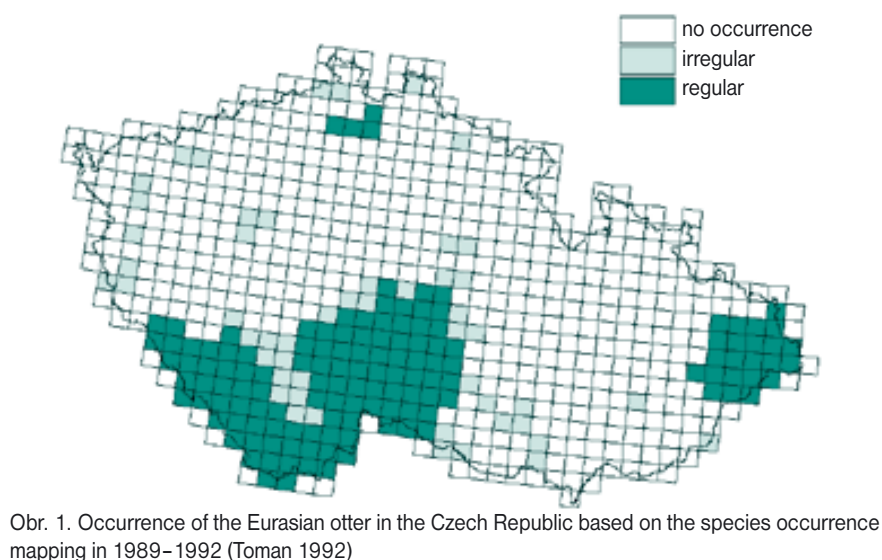 no occurrence
irregular
regular
Obr. 1. Occurrence of the Eurasian otter in the Czech Republic based on the species occurrence
mapping in 1989–1992 (Toman 1992)